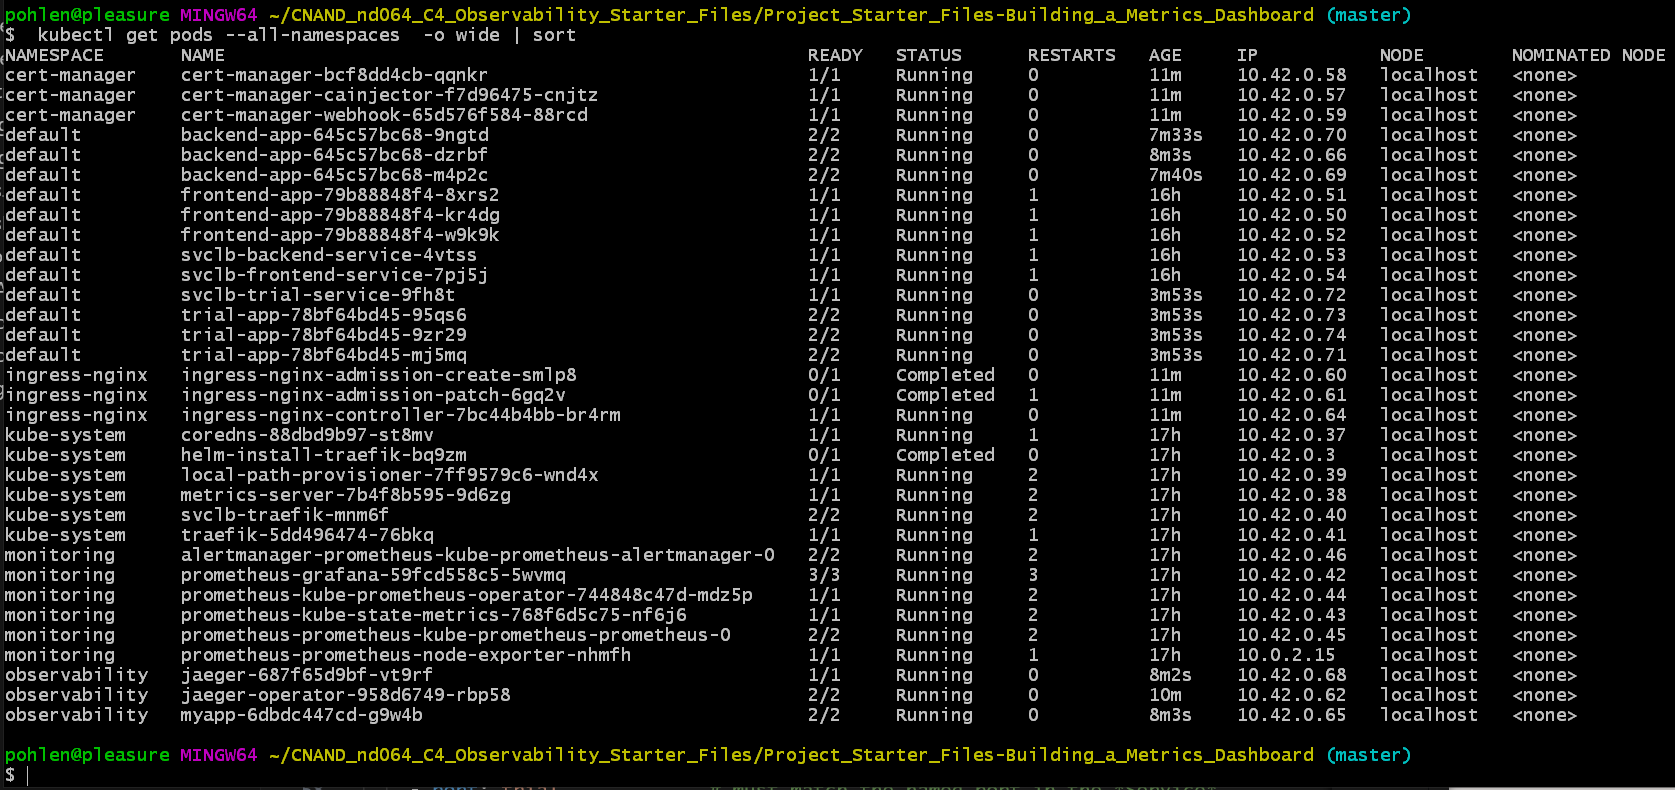 pohlen@pleasure MINGW64 ~/CNAND_nd064_C4_Observability_Starter_Files/Project_Starter_Files-Building_a_Metrics_Dashboard (master)
$  kubectl get pods --all-namespaces  -o wide | sort
NAMESPACE NAME READY STATUS RESTARTS AGE IP NODE NOMINATED NODE
cert-manager cert-manager-bcf8dd4cb-qqnkr 1/1 Running 0 11m 10.42.0.58 localhost <none>
cert-manager cert-manager-cainjector-f7d96475-cnjtz 1/1 Running 0 11m 10.42.0.57 localhost <none>
cert-manager cert-manager-webhook-65d576f584-88rcd 1/1 Running 0 11m 10.42.0.59 localhost <none>
default backend-app-645c57bc68-9ngtd 2/2 Running 0 7m33s 10.42.0.70 localhost <none>
default backend-app-645c57bc68-dzrbf 2/2 Running 0 8m3s 10.42.0.66 localhost <none>
default backend-app-645c57bc68-m4p2c 2/2 Running 0 7m40s 10.42.0.69 localhost <none>
default frontend-app-79b88848f4-8xrs2 1/1 Running 1 16h 10.42.0.51 localhost <none>
default frontend-app-79b88848f4-kr4dg 1/1 Running 1 16h 10.42.0.50 localhost <none>
default frontend-app-79b88848f4-w9k9k 1/1 Running 1 16h 10.42.0.52 localhost <none>
default svclb-backend-service-4vtss 1/1 Running 1 16h 10.42.0.53 localhost <none>
default svclb-frontend-service-7pj5j 1/1 Running 1 16h 10.42.0.54 localhost <none>
default svclb-trial-service-9fh8t 1/1 Running 0 3m53s 10.42.0.72 localhost <none>
default trial-app-78bf64bd45-95qs6 2/2 Running 0 3m53s 10.42.0.73 localhost <none>
default trial-app-78bf64bd45-9zr29 2/2 Running 0 3m53s 10.42.0.74 localhost <none>
default trial-app-78bf64bd45-mj5mq 2/2 Running 0 3m53s 10.42.0.71 localhost <none>
ingress-nginx ingress-nginx-admission-create-smlp8 0/1 Completed 0 11m 10.42.0.60 localhost <none>
ingress-nginx ingress-nginx-admission-patch-6gq2v 0/1 Completed 1 11m 10.42.0.61 localhost <none>
ingress-nginx ingress-nginx-controller-7bc44b4bb-br4rm 1/1 Running 0 11m 10.42.0.64 localhost <none>
kube-system coredns-88dbd9b97-st8mv 1/1 Running 1 17h 10.42.0.37 localhost <none>
kube-system helm-install-traefik-bq9zm 0/1 Completed 0 17h 10.42.0.3 localhost <none>
kube-system local-path-provisioner-7ff9579c6-wnd4x 1/1 Running 2 17h 10.42.0.39 localhost <none>
kube-system metrics-server-7b4f8b595-9d6zg 1/1 Running 2 17h 10.42.0.38 localhost <none>
kube-system svclb-traefik-mnm6f 2/2 Running 2 17h 10.42.0.40 localhost <none>
kube-system traefik-5dd496474-76bkq 1/1 Running 1 17h 10.42.0.41 localhost <none>
monitoring alertmanager-prometheus-kube-prometheus-alertmanager-0 2/2 Running 2 17h 10.42.0.46 localhost <none>
monitoring prometheus-grafana-59fcd558c5-5wvmq 3/3 Running 3 17h 10.42.0.42 localhost <none>
monitoring prometheus-kube-prometheus-operator-744848c47d-mdz5p 1/1 Running 2 17h 10.42.0.44 localhost <none>
monitoring prometheus-kube-state-metrics-768f6d5c75-nf6j6 1/1 Running 2 17h 10.42.0.43 localhost <none>
monitoring prometheus-prometheus-kube-prometheus-prometheus-0 2/2 Running 2 17h 10.42.0.45 localhost <none>
monitoring prometheus-prometheus-node-exporter-nhmfh 1/1 Running 1 17h 10.0.2.15 localhost <none>
observability jaeger-687f65d9bf-vt9rf 1/1 Running 0 8m2s 10.42.0.68 localhost <none>
observability jaeger-operator-958d6749-rbp58 2/2 Running 0 10m 10.42.0.62 localhost <none>
observability myapp-6dbdc447cd-g9w4b 2/2 Running 0 8m3s 10.42.0.65 localhost <none>
pohlen@pleasure MINGW64 ~/CNAND_nd064_C4_Observability_Starter_Files/Project_Starter_Files-Building_a_Metrics_Dashboard (master)
$